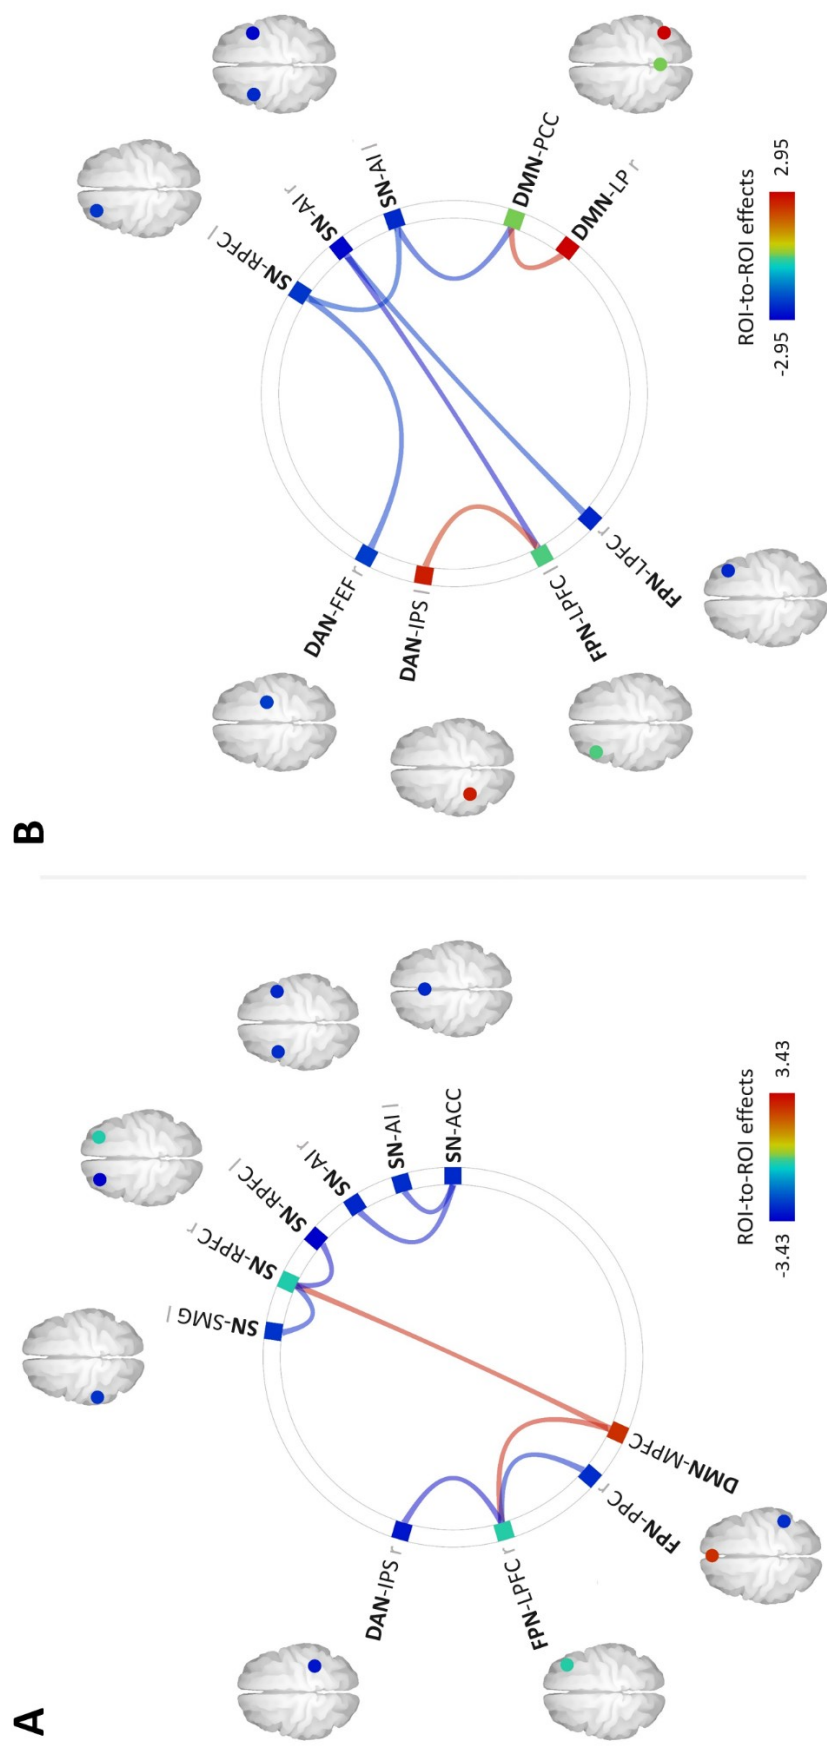 A
SN-SMG l
SN-RPFC r
SN-RPFC l
SN-AI r
SN-AI l
SN-ACC
DAN-IPS r
FPN-LPFC r
FPN-PPC r
DMN-MPFC
ROI-to-ROI effects
-3.43 3.43
B
SN-RPFC l
SN-AI r
SN-AI l
DMN-PCC
DMN-LP r
DAN-FEF r
DAN-IPS l
FPN-LPFC l
FPN-LPFC r
ROI-to-ROI effects
-2.95 2.95